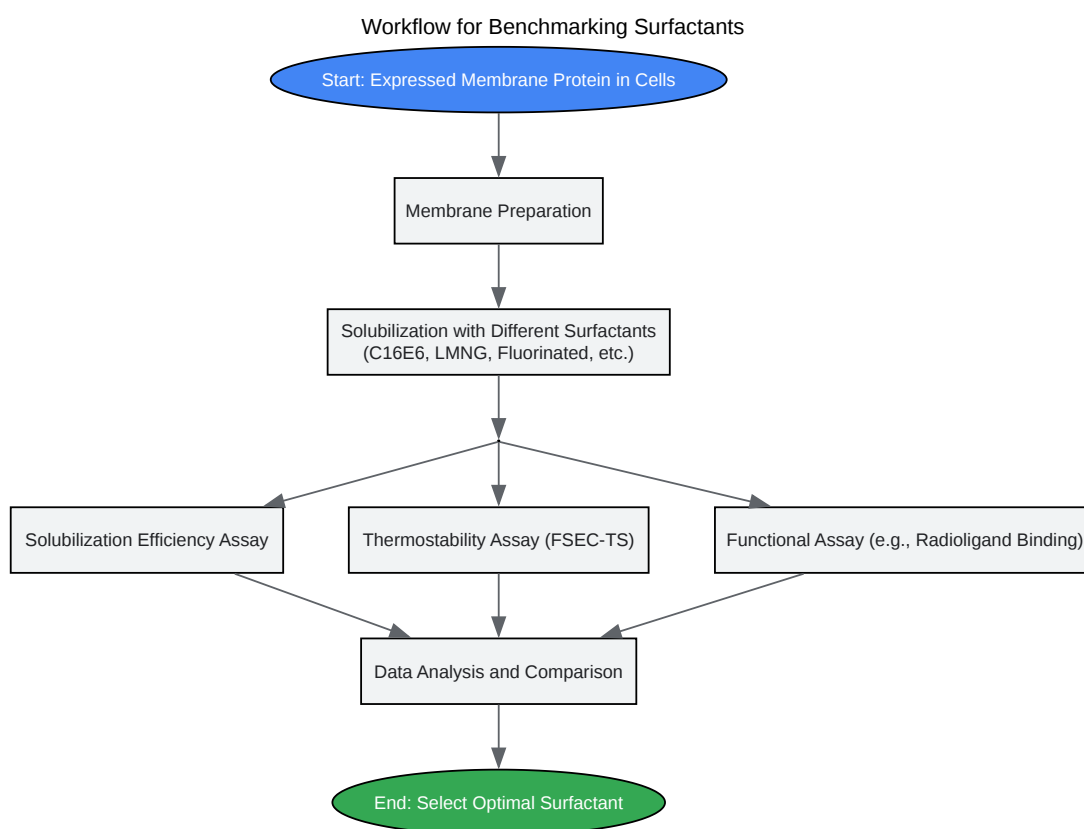 Workflow for Benchmarking Surfactants
Start: Expressed Membrane Protein in Cells
Membrane Preparation
Solubilization with Different Surfactants
(C16E6, LMNG, Fluorinated, etc.)
Solubilization Efficiency Assay
Thermostability Assay (FSEC-TS)
Functional Assay (e.g., Radioligand Binding)
Data Analysis and Comparison
End: Select Optimal Surfactant